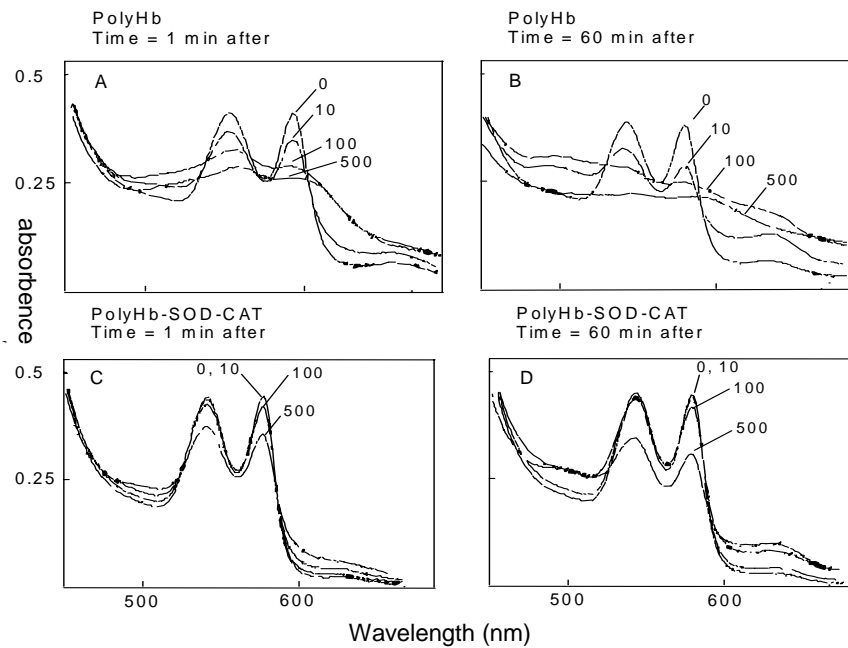 PolyHb
Time = 1 min after
PolyHb
Time = 60 min after
0.5
A
0
10
100
500
0.25
B
0
10
100
500
absorbence
500
600
PolyHb-SOD-CAT
Time = 1 min after
PolyHb-SOD-CAT
Time = 60 min after
0.5
C
0, 10
100
500
0.25
D
0, 10
100
500
500
600
500
600
Wavelength (nm)